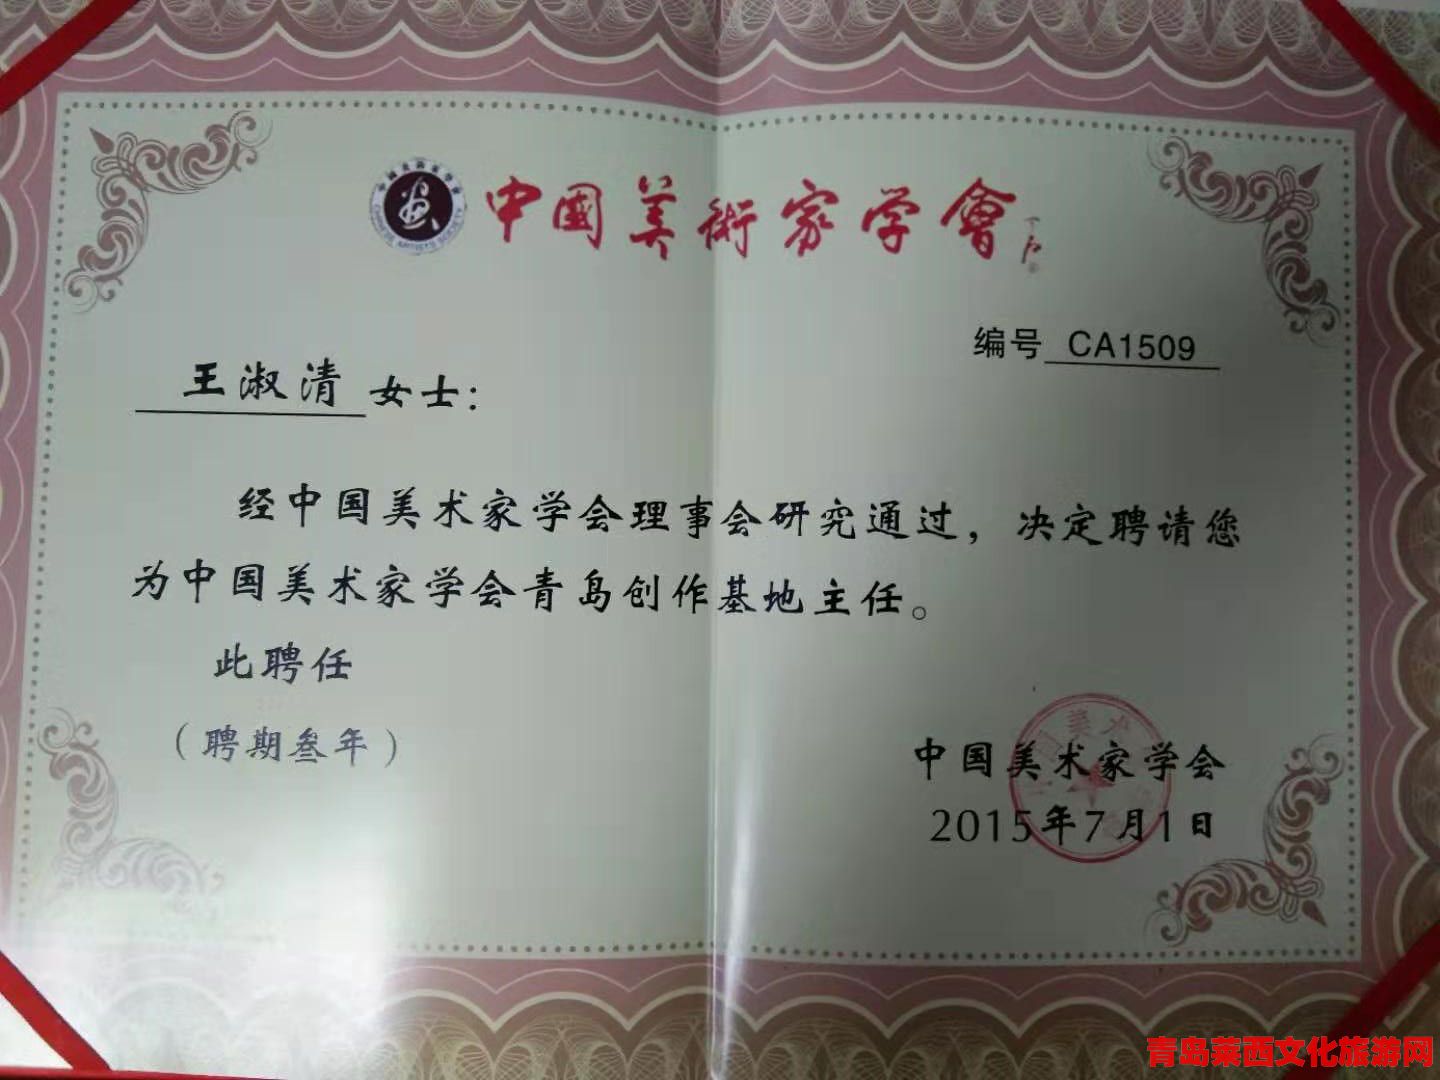 中國美術家学會
CHINESE ARTISTS SOCIETY
编号 CA1509
王淑清 女士：
经中国美术家学会理事会研究通过，决定聘请您
为中国美术家学会青岛创作基地主任。
此聘任
（聘期叁年）
中国美术家学会
2015年7月1日
青岛莱西文化旅游网